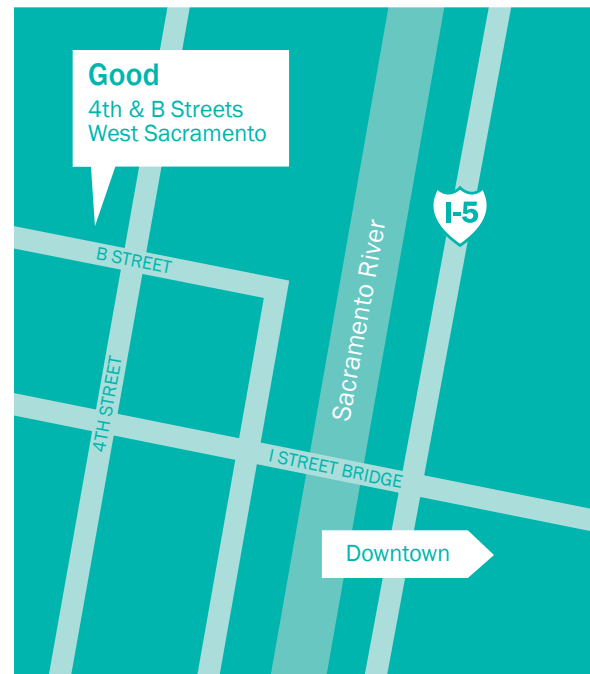 Good
4th & B Streets
West Sacramento
I-5
B STREET
Sacramento River
4TH STREET
I STREET BRIDGE
Downtown